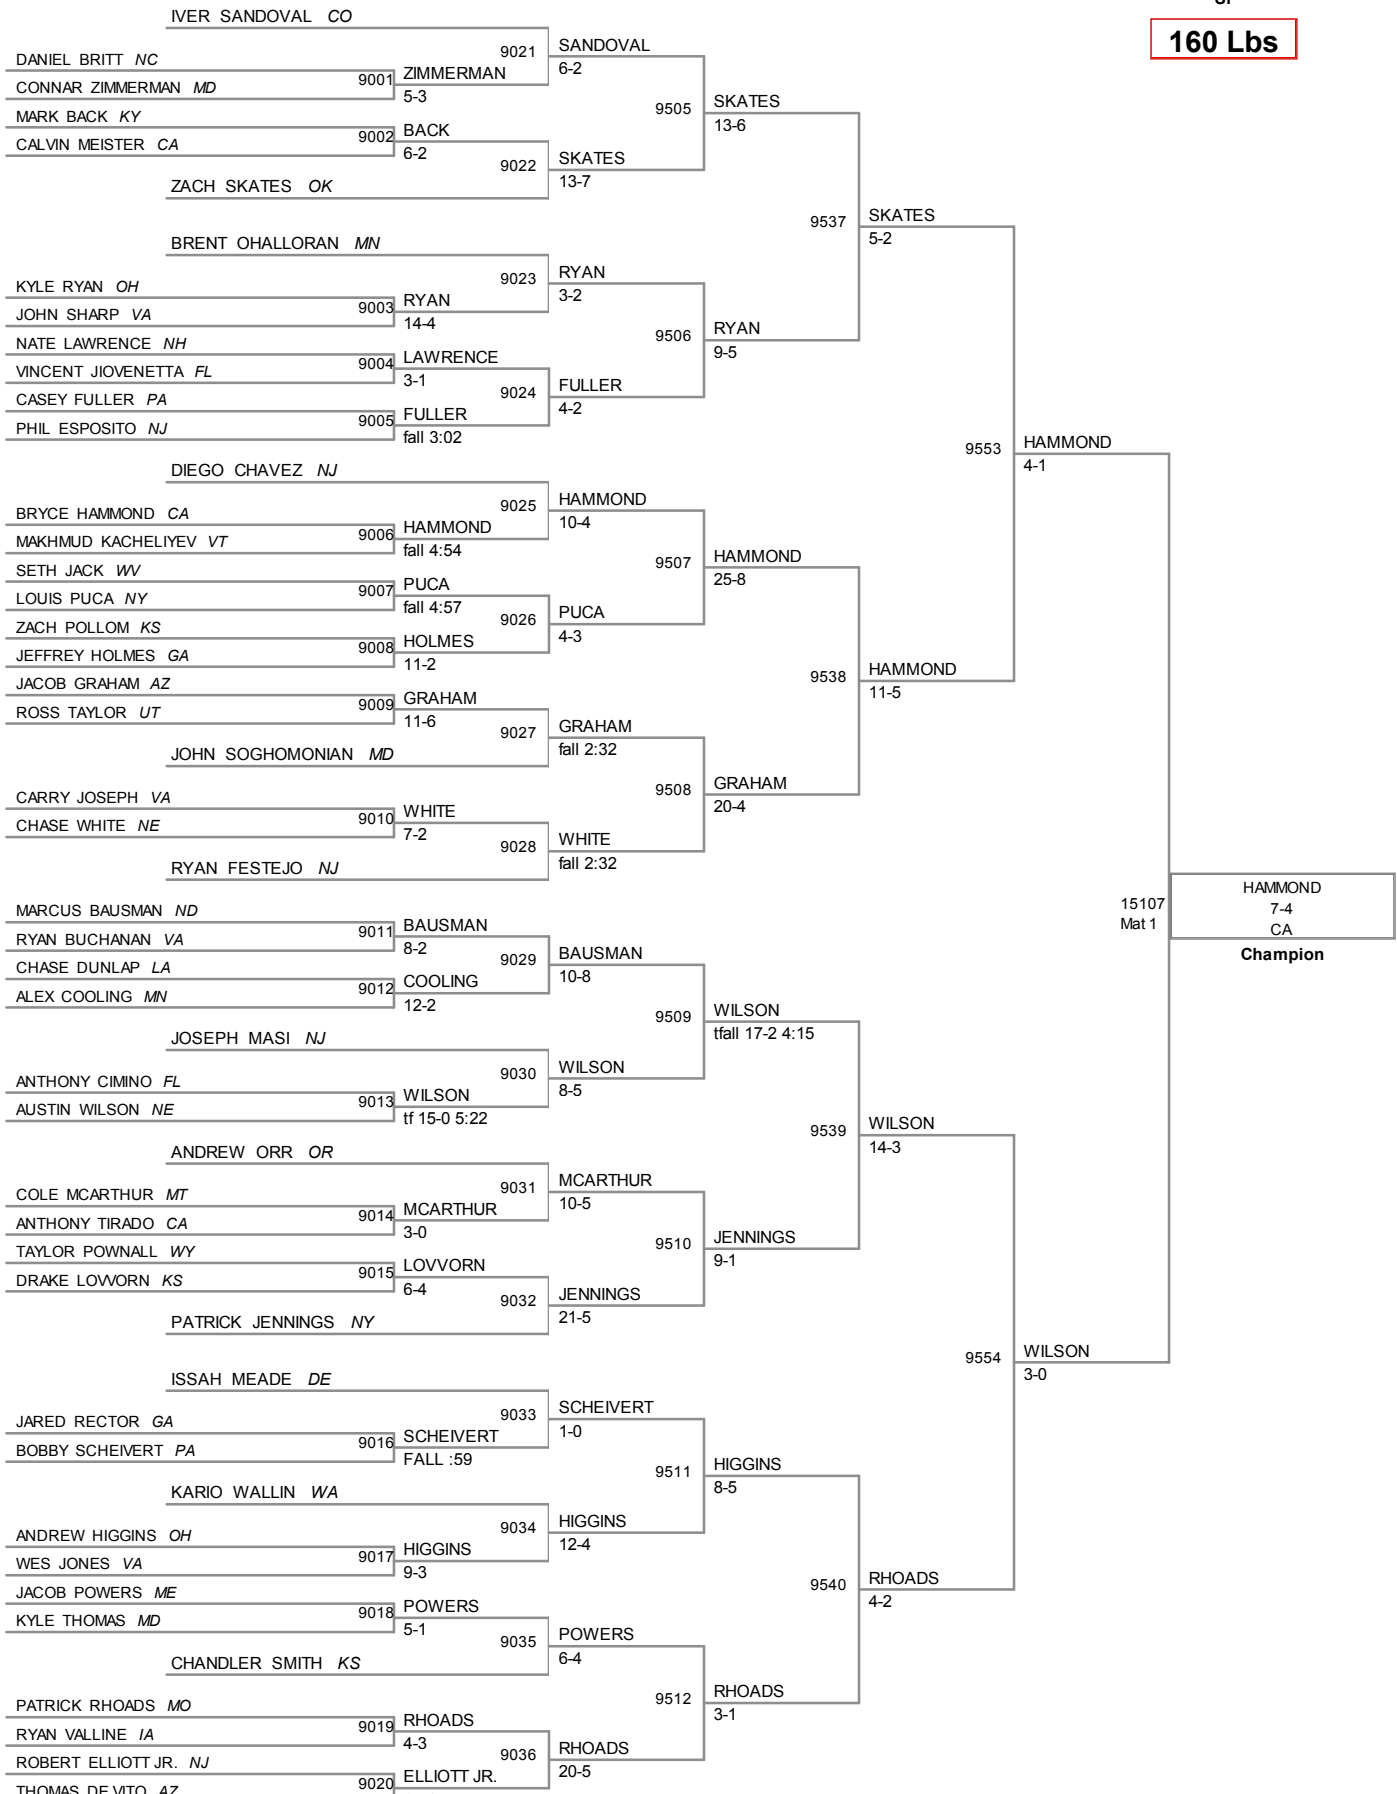 160 Lbs
IVER SANDOVAL CO
9021 SANDOVAL
6-2
DANIEL BRITT NC
9001 ZIMMERMAN
5-3
CONNAR ZIMMERMAN MD
9505 SKATES
13-6
MARK BACK KY
9002 BACK
6-2
CALVIN MEISTER CA
9022 SKATES
13-7
ZACH SKATES OK
9537 SKATES
5-2
BRENT OHALLORAN MN
9023 RYAN
3-2
KYLE RYAN OH
9003 RYAN
14-4
JOHN SHARP VA
9506 RYAN
9-5
NATE LAWRENCE NH
9004 LAWRENCE
3-1
VINCENT JIOVENETTA FL
9024 FULLER
4-2
CASEY FULLER PA
9005 FULLER
fall 3:02
PHIL ESPOSITO NJ
9553 HAMMOND
4-1
DIEGO CHAVEZ NJ
9025 HAMMOND
10-4
BRYCE HAMMOND CA
9006 HAMMOND
fall 4:54
MAKHMUD KACHELIYEV VT
9507 HAMMOND
25-8
SETH JACK WV
9007 PUCA
fall 4:57
LOUIS PUCA NY
9026 PUCA
4-3
ZACH POLLOM KS
9008 HOLMES
11-2
JEFFREY HOLMES GA
9538 HAMMOND
11-5
JACOB GRAHAM AZ
9009 GRAHAM
11-6
ROSS TAYLOR UT
9027 GRAHAM
fall 2:32
JOHN SOGHOMONIAN MD
9508 GRAHAM
20-4
CARRY JOSEPH VA
9010 WHITE
7-2
CHASE WHITE NE
9028 WHITE
fall 2:32
RYAN FESTEJO NJ
15107
Mat 1
HAMMOND
7-4
CA
Champion
MARCUS BAUSMAN ND
9011 BAUSMAN
8-2
RYAN BUCHANAN VA
9029 BAUSMAN
10-8
CHASE DUNLAP LA
9012 COOLING
12-2
ALEX COOLING MN
9509 WILSON
tfall 17-2 4:15
JOSEPH MASI NJ
9030 WILSON
8-5
ANTHONY CIMINO FL
9013 WILSON
tf 15-0 5:22
AUSTIN WILSON NE
9539 WILSON
14-3
ANDREW ORR OR
9031 MCARTHUR
10-5
COLE MCARTHUR MT
9014 MCARTHUR
3-0
ANTHONY TIRADO CA
9510 JENNINGS
9-1
TAYLOR POWNALL WY
9015 LOVVORN
6-4
DRAKE LOVVORN KS
9032 JENNINGS
21-5
PATRICK JENNINGS NY
9554 WILSON
3-0
ISSAH MEADE DE
9033 SCHEIVERT
1-0
JARED RECTOR GA
9016 SCHEIVERT
FALL :59
BOBBY SCHEIVERT PA
9511 HIGGINS
8-5
KARIO WALLIN WA
9034 HIGGINS
12-4
ANDREW HIGGINS OH
9017 HIGGINS
9-3
WES JONES VA
9540 RHOADS
4-2
JACOB POWERS ME
9018 POWERS
5-1
KYLE THOMAS MD
9035 POWERS
6-4
CHANDLER SMITH KS
9512 RHOADS
3-1
PATRICK RHOADS MO
9019 RHOADS
4-3
RYAN VALLINE IA
9036 RHOADS
20-5
ROBERT ELLIOTT JR. NJ
9020 ELLIOTT JR.
THOMAS DE VITO AZ